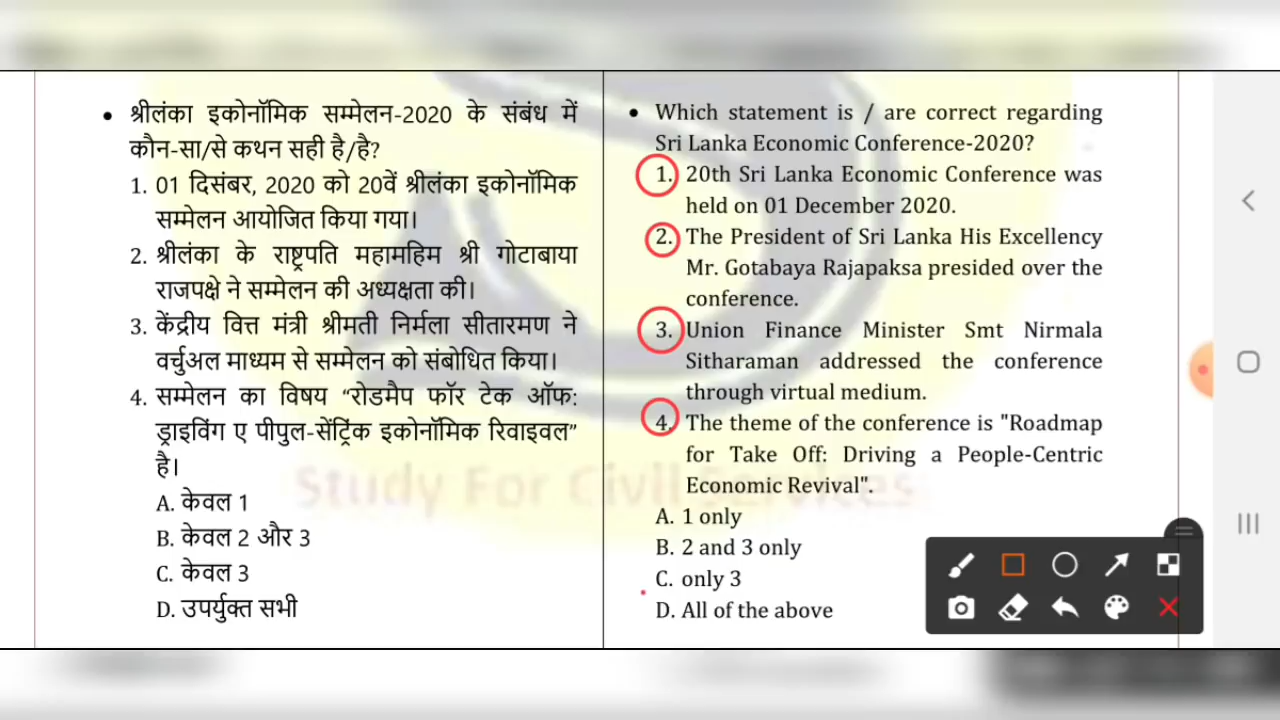 • श्रीलंका इकोनॉमिक सम्मेलन-2020 के संबंध में
कौन-सा/से कथन सही है/है?
1. 01 दिसंबर, 2020 को 20वें श्रीलंका इकोनॉमिक
सम्मेलन आयोजित किया गया।
2. श्रीलंका के राष्ट्रपति महामहिम श्री गोटाबाया
राजपक्षे ने सम्मेलन की अध्यक्षता की।
3. केंद्रीय वित्त मंत्री श्रीमती निर्मला सीतारमण ने
वर्चुअल माध्यम से सम्मेलन को संबोधित किया।
4. सम्मेलन का विषय “रोडमैप फॉर टेक ऑफ:
ड्राइविंग ए पीपुल-सेंट्रिक इकोनॉमिक रिवाइवल”
है।
A. केवल 1
B. केवल 2 और 3
C. केवल 3
D. उपर्युक्त सभी
• Which statement is / are correct regarding
Sri Lanka Economic Conference-2020?
1. 20th Sri Lanka Economic Conference was
held on 01 December 2020.
2. The President of Sri Lanka His Excellency
Mr. Gotabaya Rajapaksa presided over the
conference.
3. Union Finance Minister Smt Nirmala
Sitharaman addressed the conference
through virtual medium.
4. The theme of the conference is "Roadmap
for Take Off: Driving a People-Centric
Economic Revival".
A. 1 only
B. 2 and 3 only
C. only 3
D. All of the above
Study For Civil Services